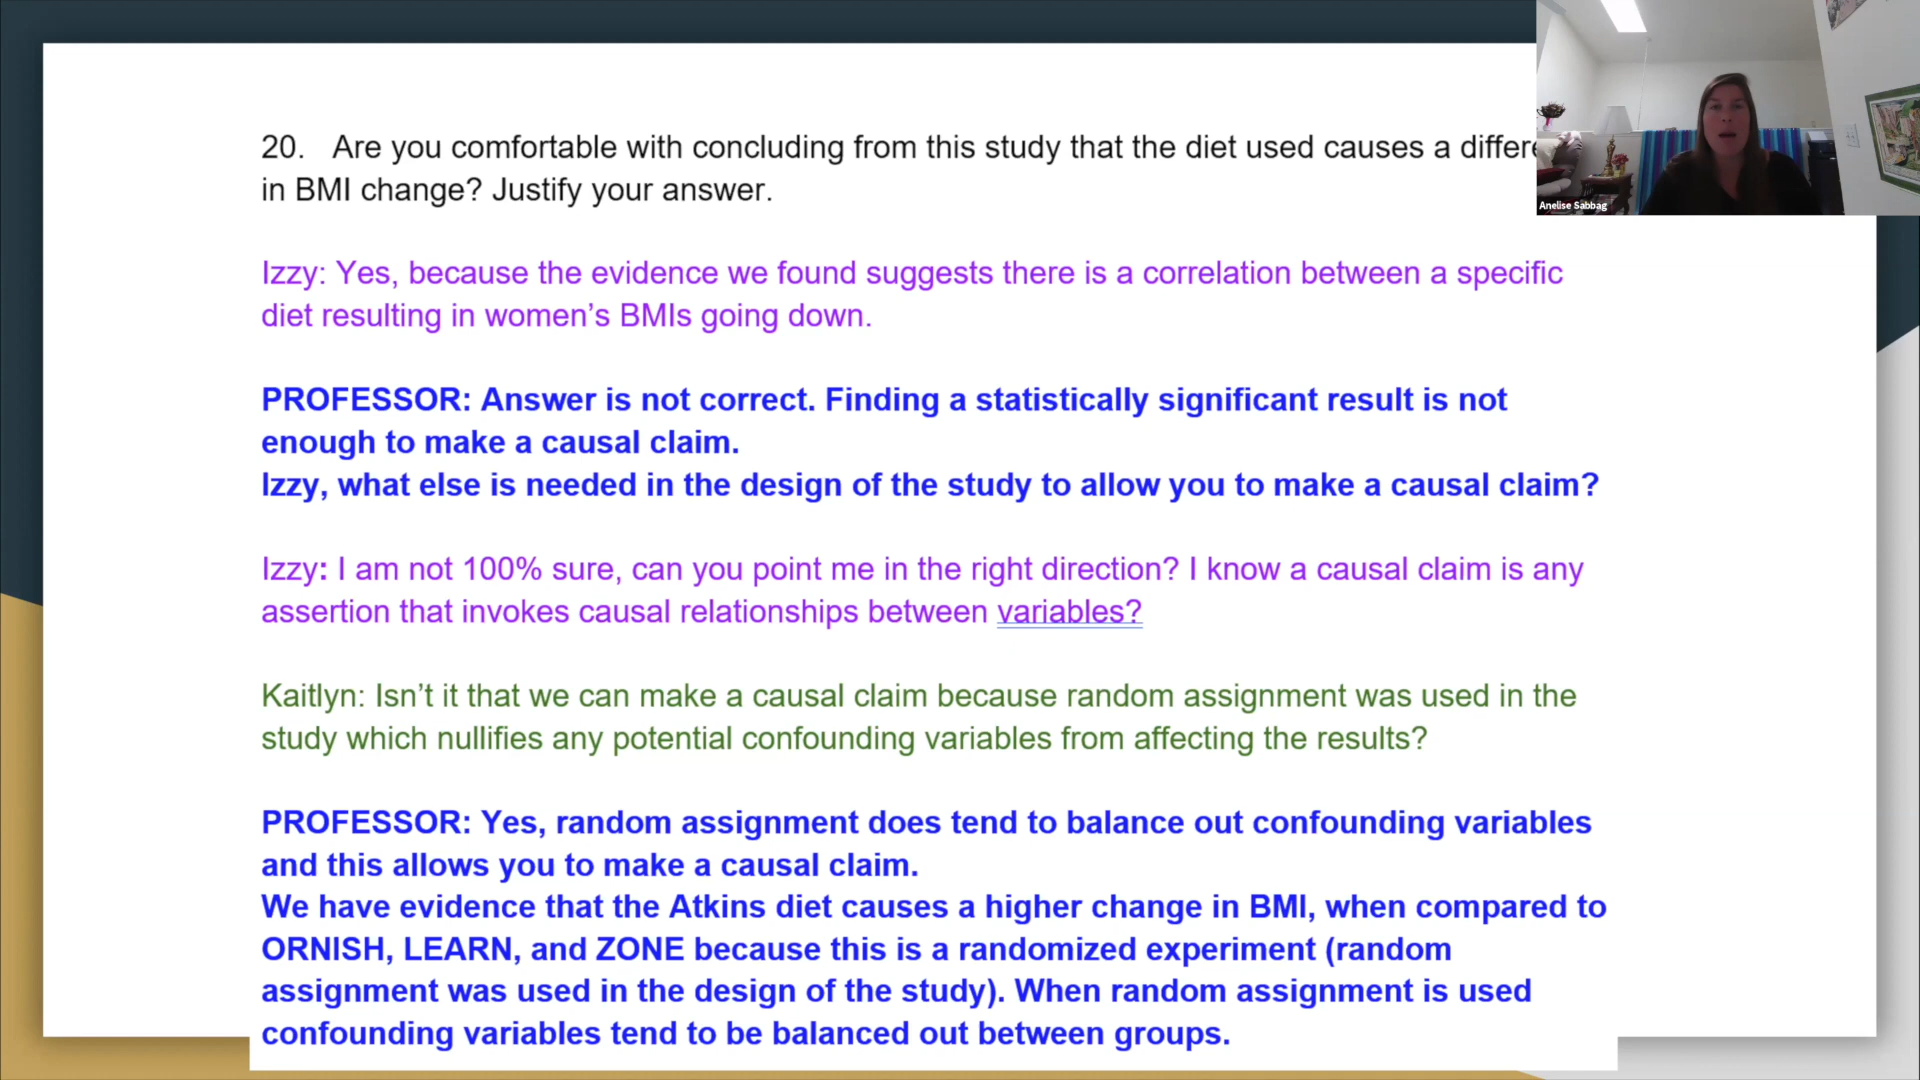 20. Are you comfortable with concluding from this study that the diet used causes a differe
in BMI change? Justify your answer.
Anelise Sabbag
Izzy: Yes, because the evidence we found suggests there is a correlation between a specific
diet resulting in women's BMIs going down.
PROFESSOR: Answer is not correct. Finding a statistically significant result is not
enough to make a causal claim.
Izzy, what else is needed in the design of the study to allow you to make a causal claim?
Izzy: I am not 100% sure, can you point me in the right direction? I know a causal claim is any
assertion that invokes causal relationships between variables?
Kaitlyn: Isn't it that we can make a causal claim because random assignment was used in the
study which nullifies any potential confounding variables from affecting the results?
PROFESSOR: Yes, random assignment does tend to balance out confounding variables
and this allows you to make a causal claim.
We have evidence that the Atkins diet causes a higher change in BMI, when compared to
ORNISH, LEARN, and ZONE because this is a randomized experiment (random
assignment was used in the design of the study). When random assignment is used
confounding variables tend to be balanced out between groups.